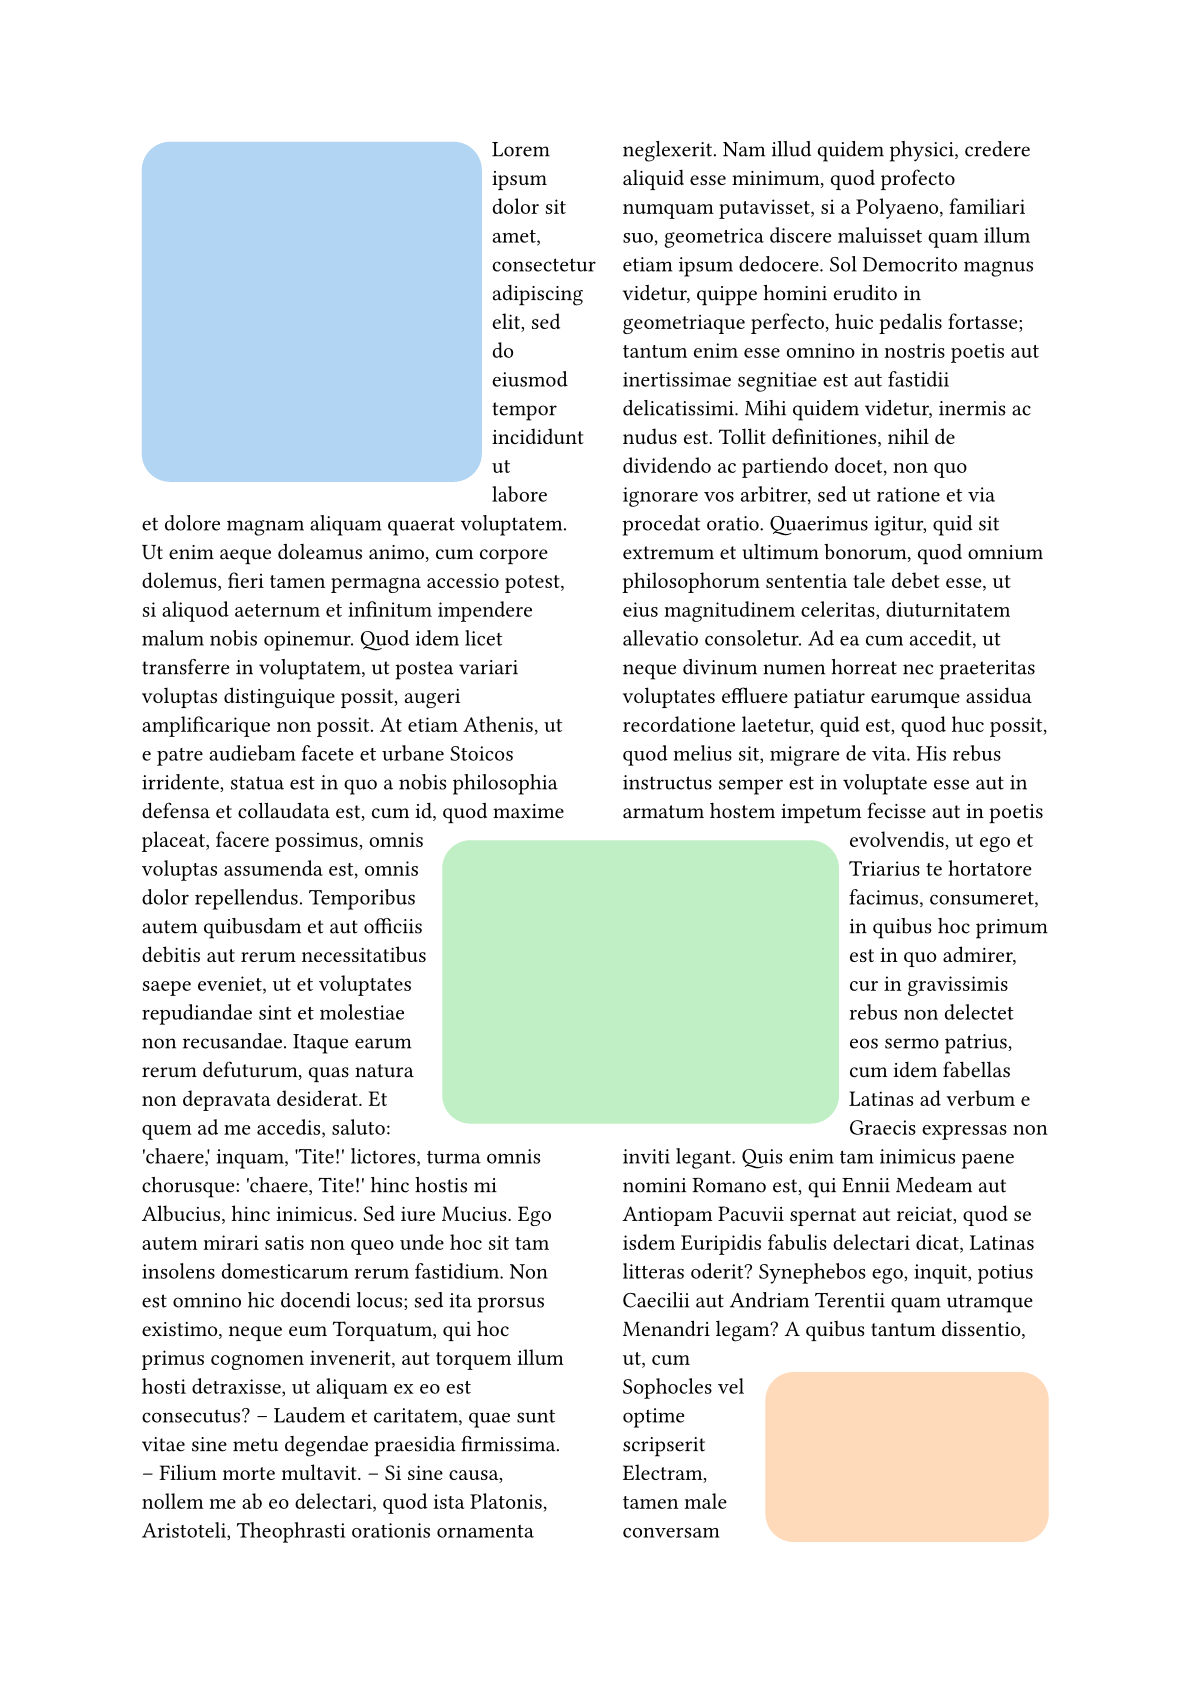 Lorem
ipsum
dolor sit
amet,
consectetur
adipiscing
elit, sed
do
eiusmod
tempor
incididunt
ut
labore
et dolore magnam aliquam quaerat voluptatem.
Ut enim aeque doleamus animo, cum corpore
dolemus, fieri tamen permagna accessio potest,
si aliquod aeternum et infinitum impendere
malum nobis opinemur. Quod idem licet
transferre in voluptatem, ut postea variari
voluptas distinguique possit, augeri
amplificarique non possit. At etiam Athenis, ut
e patre audiebam facete et urbane Stoicos
irridente, statua est in quo a nobis philosophia
defensa et collaudata est, cum id, quod maxime
placeat, facere possimus, omnis
voluptas assumenda est, omnis
dolor repellendus. Temporibus
autem quibusdam et aut officiis
debitis aut rerum necessitatibus
saepe eveniet, ut et voluptates
repudiandae sint et molestiae
non recusandae. Itaque earum
rerum defuturum, quas natura
non depravata desiderat. Et
quem ad me accedis, saluto:
'chaere,' inquam, 'Tite!' lictores, turma omnis
chorusque: 'chaere, Tite!' hinc hostis mi
Albucius, hinc inimicus. Sed iure Mucius. Ego
autem mirari satis non queo unde hoc sit tam
insolens domesticarum rerum fastidium. Non
est omnino hic docendi locus; sed ita prorsus
existimo, neque eum Torquatum, qui hoc
primus cognomen invenerit, aut torquem illum
hosti detraxisse, ut aliquam ex eo est
consecutus? – Laudem et caritatem, quae sunt
vitae sine metu degendae praesidia firmissima.
– Filium morte multavit. – Si sine causa,
nollem me ab eo delectari, quod ista Platonis,
Aristoteli, Theophrasti orationis ornamenta
neglexerit. Nam illud quidem physici, credere
aliquid esse minimum, quod profecto
numquam putavisset, si a Polyaeno, familiari
suo, geometrica discere maluisset quam illum
etiam ipsum dedocere. Sol Democrito magnus
videtur, quippe homini erudito in
geometriaque perfecto, huic pedalis fortasse;
tantum enim esse omnino in nostris poetis aut
inertissimae segnitiae est aut fastidii
delicatissimi. Mihi quidem videtur, inermis ac
nudus est. Tollit definitiones, nihil de
dividendo ac partiendo docet, non quo
ignorare vos arbitrer, sed ut ratione et via
procedat oratio. Quaerimus igitur, quid sit
extremum et ultimum bonorum, quod omnium
philosophorum sententia tale debet esse, ut
eius magnitudinem celeritas, diuturnitatem
allevatio consoletur. Ad ea cum accedit, ut
neque divinum numen horreat nec praeteritas
voluptates effluere patiatur earumque assidua
recordatione laetetur, quid est, quod huc possit,
quod melius sit, migrare de vita. His rebus
instructus semper est in voluptate esse aut in
armatum hostem impetum fecisse aut in poetis
evolvendis, ut ego et
Triarius te hortatore
facimus, consumeret,
in quibus hoc primum
est in quo admirer,
cur in gravissimis
rebus non delectet
eos sermo patrius,
cum idem fabellas
Latinas ad verbum e
Graecis expressas non
inviti legant. Quis enim tam inimicus paene
nomini Romano est, qui Ennii Medeam aut
Antiopam Pacuvii spernat aut reiciat, quod se
isdem Euripidis fabulis delectari dicat, Latinas
litteras oderit? Synephebos ego, inquit, potius
Caecilii aut Andriam Terentii quam utramque
Menandri legam? A quibus tantum dissentio,
ut, cum
Sophocles vel
optime
scripserit
Electram,
tamen male
conversam